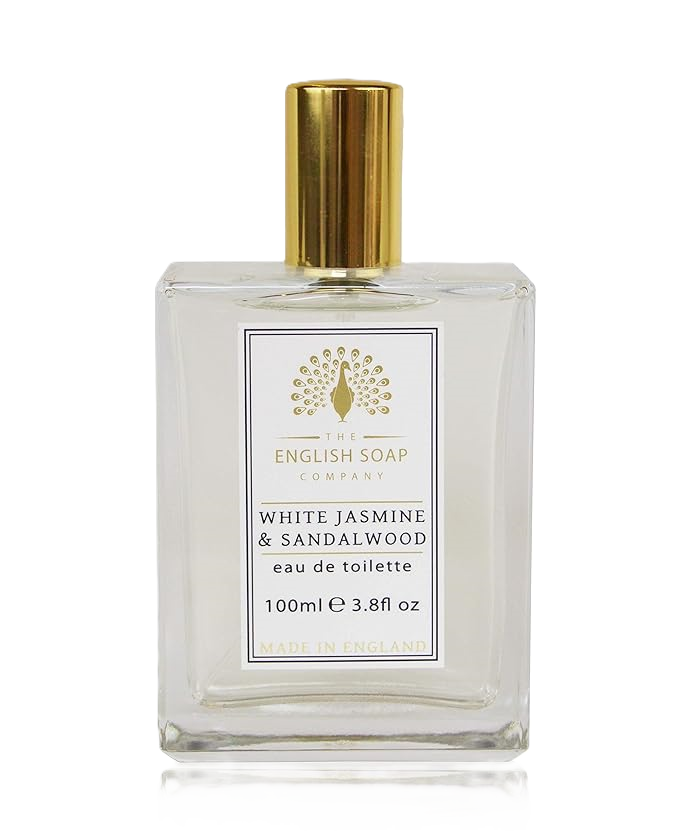 THE
ENGLISH SOAP
COMPANY
WHITE JASMINE
& SANDALWOOD
eau de toilette
100ml ℮ 3.8fl oz
MADE IN ENGLAND